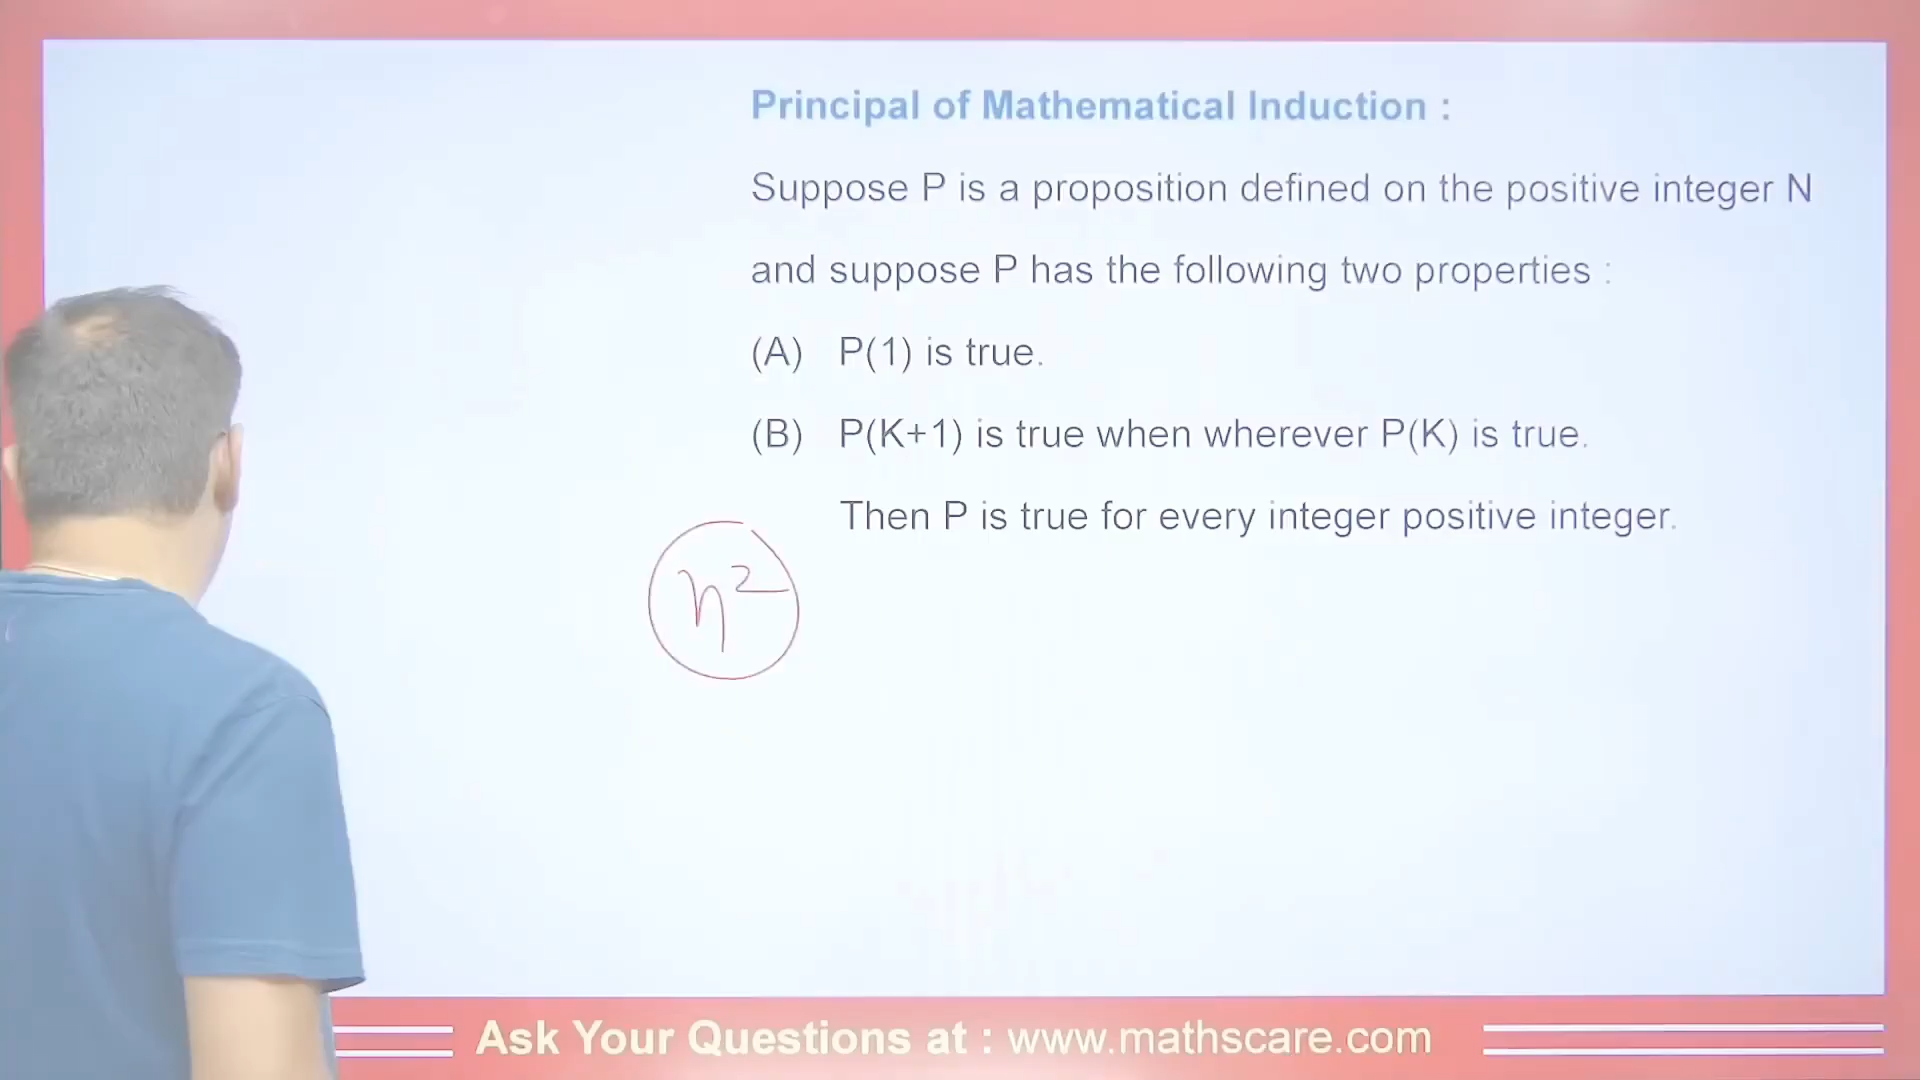 Principal of Mathematical Induction :
Suppose P is a proposition defined on the positive integer N
and suppose P has the following two properties :
(A) P(1) is true.
(B) P(K+1) is true when wherever P(K) is true.
Then P is true for every integer positive integer.
n²
Ask Your Questions at : www.mathscare.com